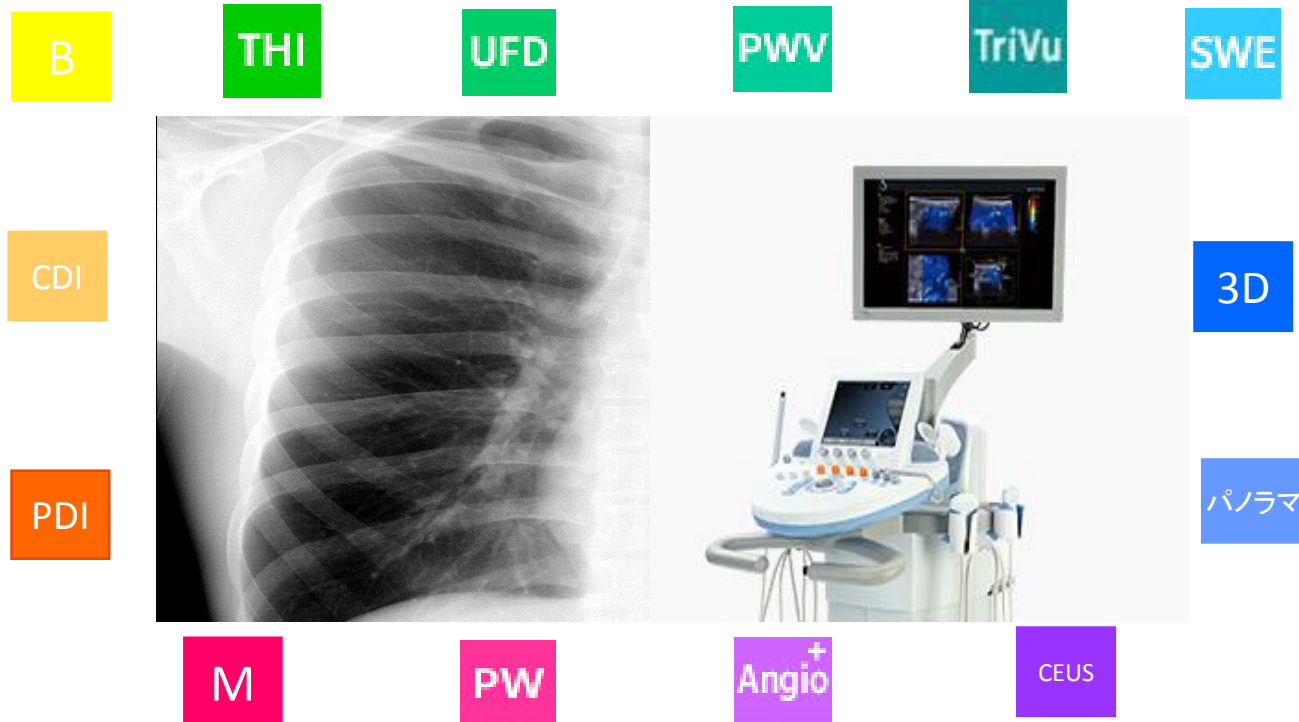 B
THI
UFD
PWV
TriVu
SWE
CDI
3D
PDI
パノラマ
M
PW
Angio+
CEUS